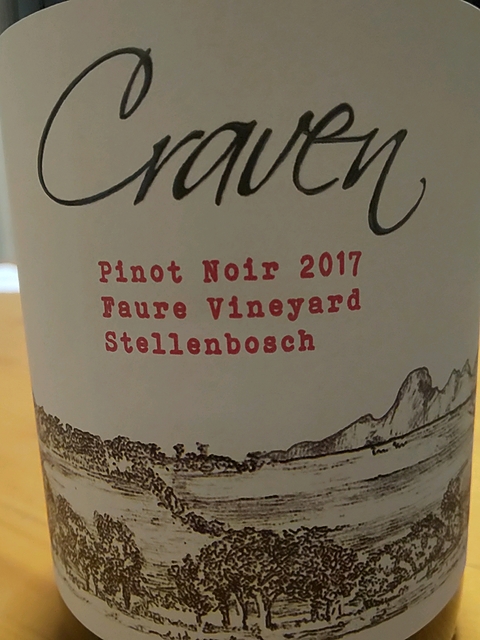 Craven
Pinot Noir 2017
Faure Vineyard
Stellenbosch